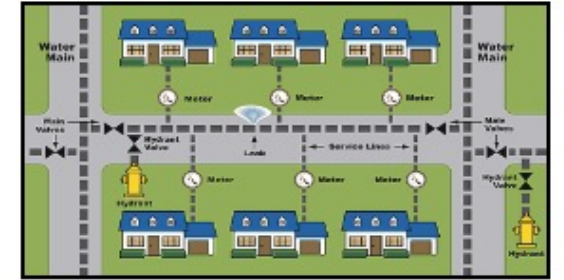 Water
Main
Water
Main
Meter
Meter
Meter
Main
Valves
Main
Valves
Hydrant
Valve
Leak
Service Lines
Meter
Meter
Meter
Hydrant
Valve
Hydrant
Hydrant